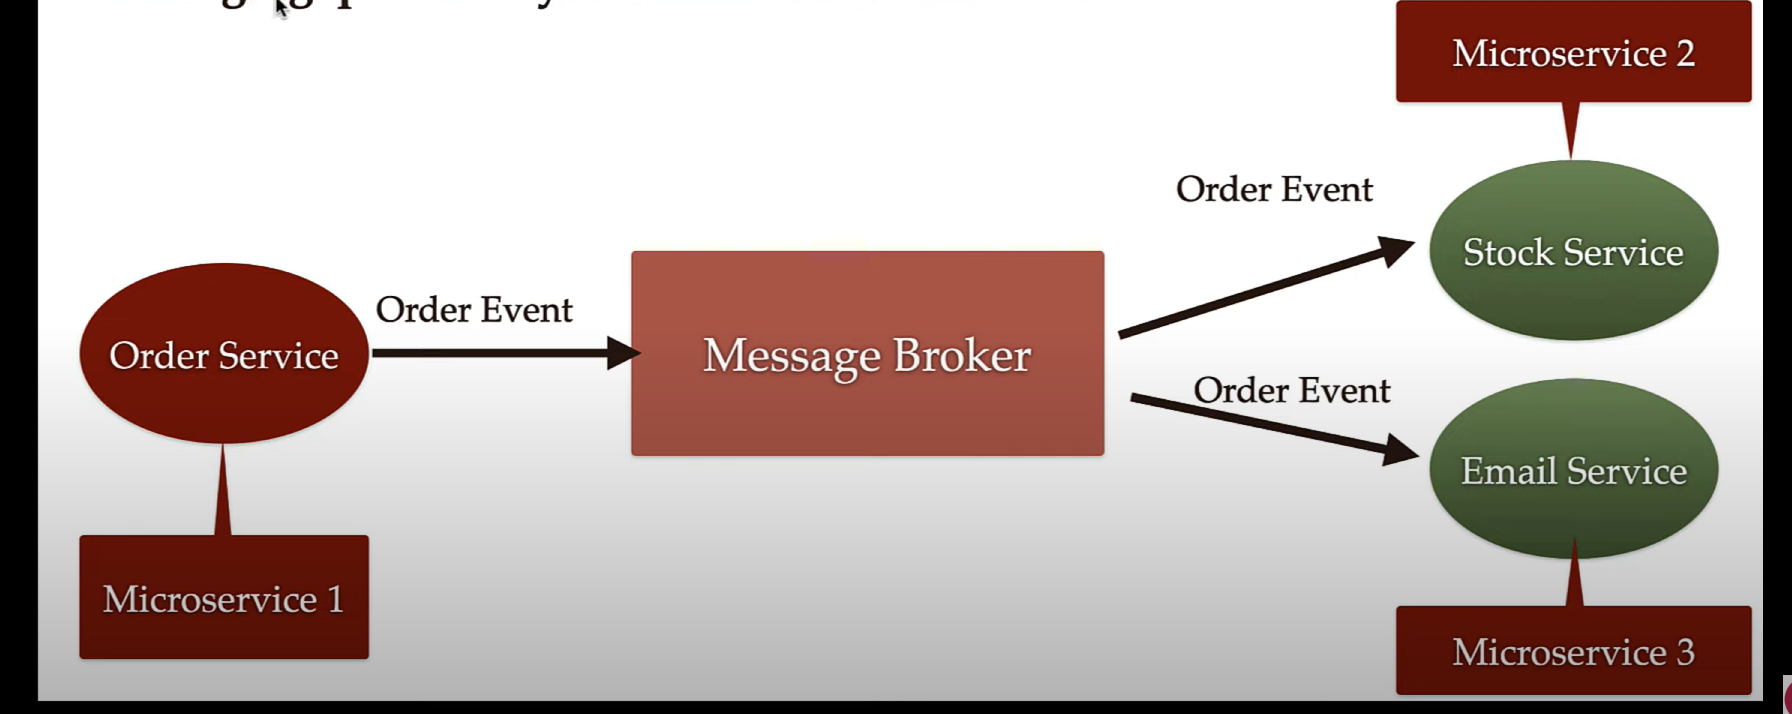 Microservice 2
Order Event
Stock Service
Order Event
Order Service
Message Broker
Order Event
Email Service
Microservice 1
Microservice 3